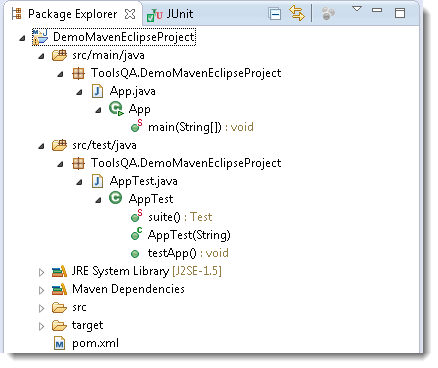 Package Explorer JUnit
DemoMavenEclipseProject
src/main/java
ToolsQA.DemoMavenEclipseProject
App.java
App
main(String[]) : void
src/test/java
ToolsQA.DemoMavenEclipseProject
AppTest.java
AppTest
suite() : Test
AppTest(String)
testApp() : void
JRE System Library [J2SE-1.5]
Maven Dependencies
src
target
pom.xml